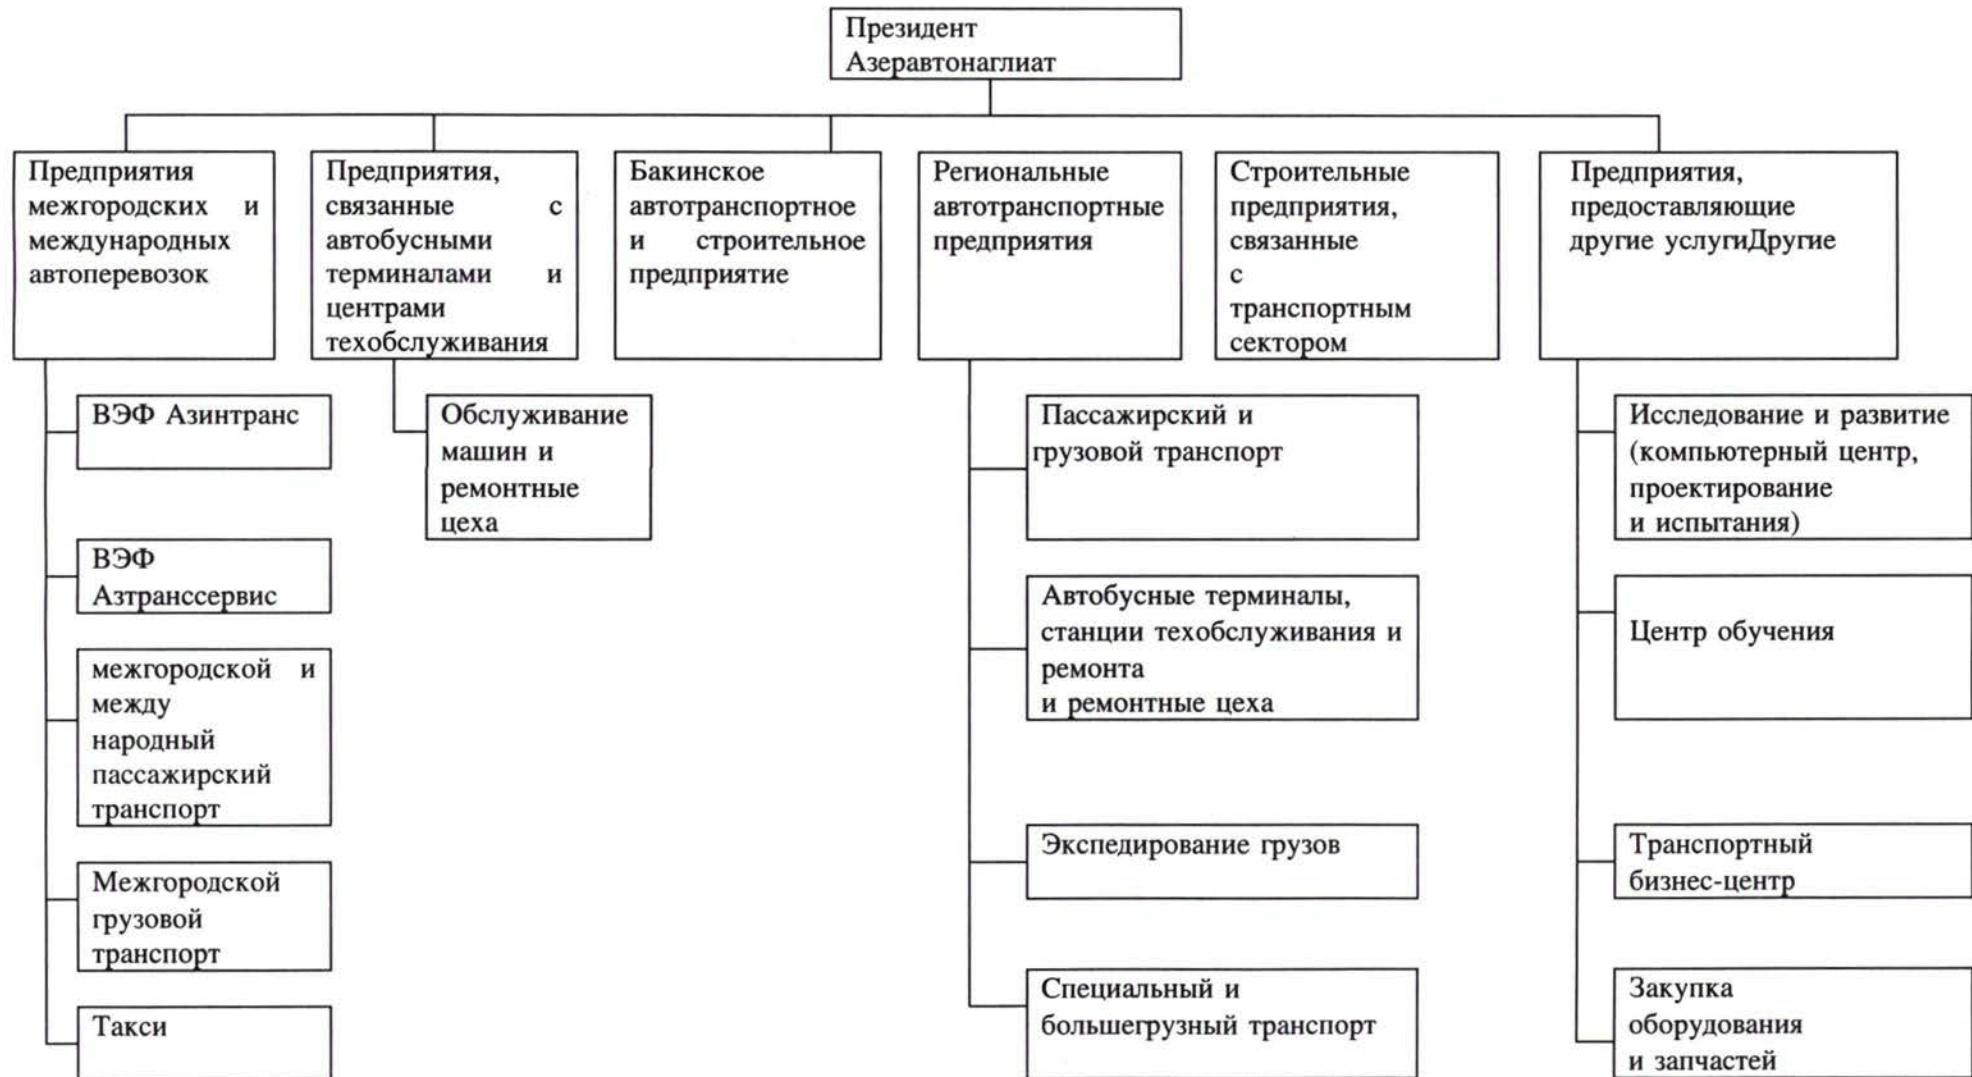 Президент
Азеравтонаглиат
Предприятия
межгородских и
международных
автоперевозок
Предприятия,
связанные с
автобусными
терминалами и
центрами
техобслуживания
Бакинское
автотранспортное
и строительное
предприятие
Региональные
автотранспортные
предприятия
Строительные
предприятия,
связанные
с
транспортным
сектором
Предприятия,
предоставляющие
другие услугиДругие
ВЭФ Азинтранс
ВЭФ
Азтранссервис
межгородской и
между
народный
пассажирский
транспорт
Межгородской
грузовой
транспорт
Такси
Обслуживание
машин и
ремонтные
цеха
Пассажирский и
грузовой транспорт
Автобусные терминалы,
станции техобслуживания и
ремонта
и ремонтные цеха
Экспедирование грузов
Специальный и
большегрузный транспорт
Исследование и развитие
(компьютерный центр,
проектирование
и испытания)
Центр обучения
Транспортный
бизнес-центр
Закупка
оборудования
и запчастей